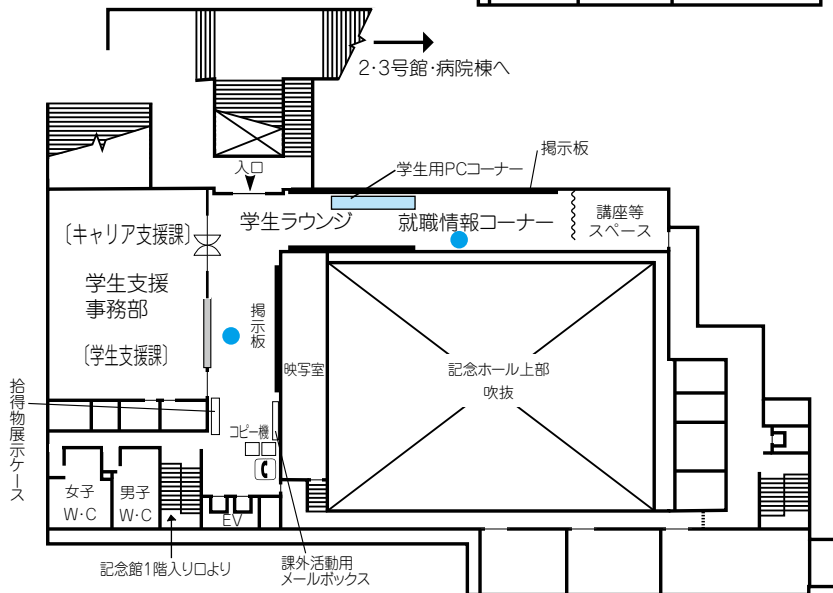 2・3号館・病院棟へ
入口
学生用PCコーナー
掲示板
学生ラウンジ
就職情報コーナー
講座等
スペース
〔キャリア支援課〕
学生支援
事務部
〔学生支援課〕
掲示板
映写室
記念ホール上部
吹抜
拾得物展示ケース
コピー機
女子
W・C
男子
W・C
EV
記念館1階入り口より
課外活動用
メールボックス